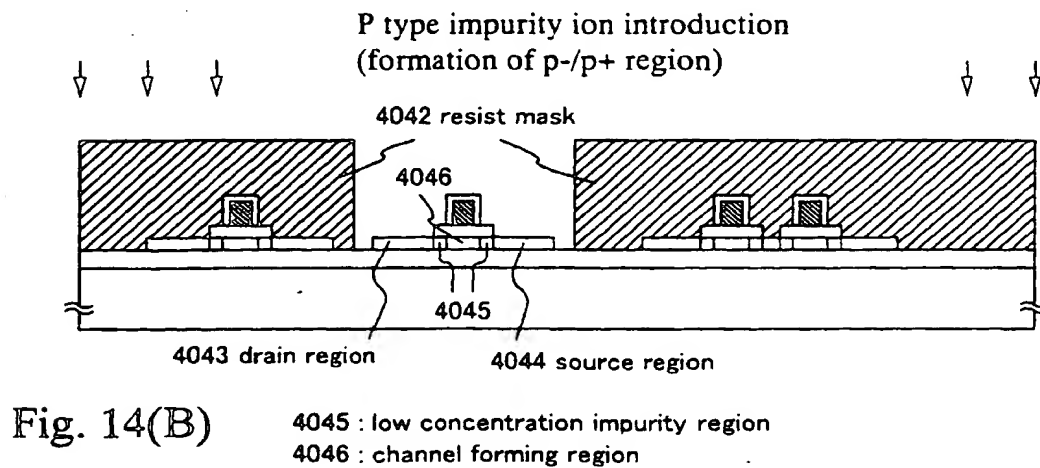 P type impurity ion introduction
(formation of p-/p+ region)
4042 resist mask
4046
4045
4043 drain region
4044 source region
Fig. 14(B)
4045 : low concentration impurity region
4046 : channel forming region